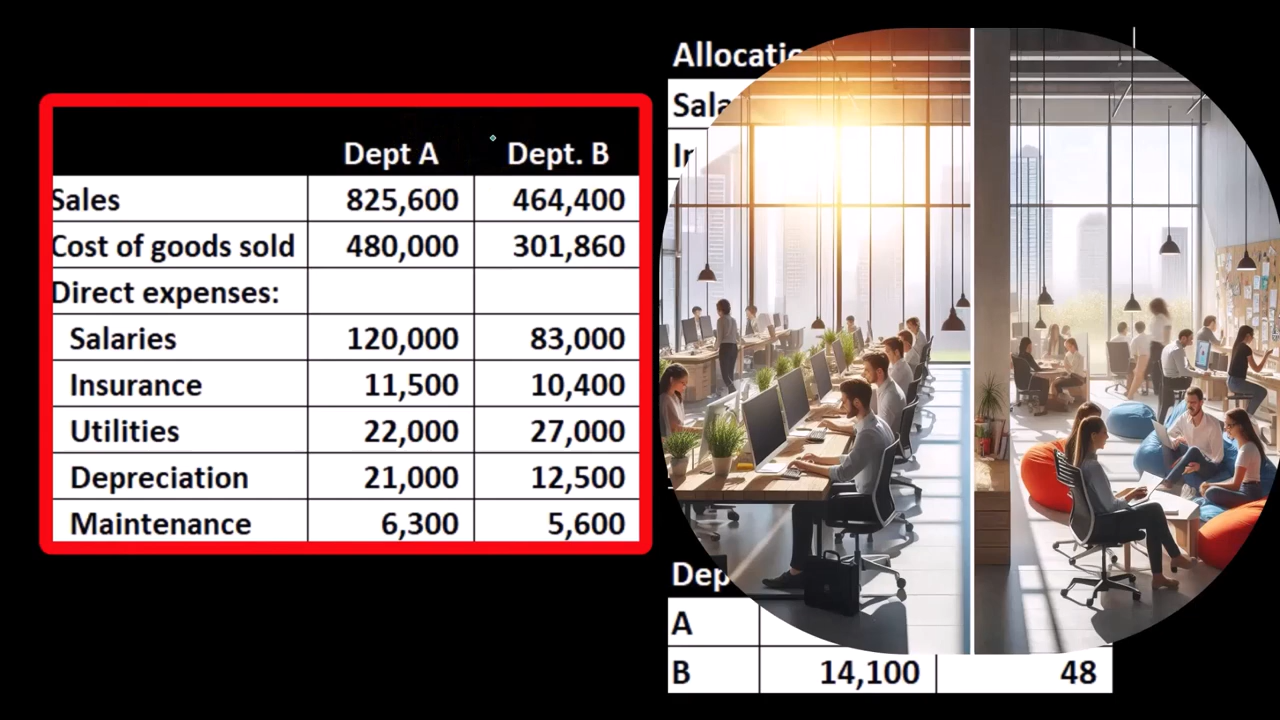 Dept A Dept. B
Sales 825,600 464,400
Cost of goods sold 480,000 301,860
Direct expenses:
Salaries 120,000 83,000
Insurance 11,500 10,400
Utilities 22,000 27,000
Depreciation 21,000 12,500
Maintenance 6,300 5,600
A
B 14,100 48